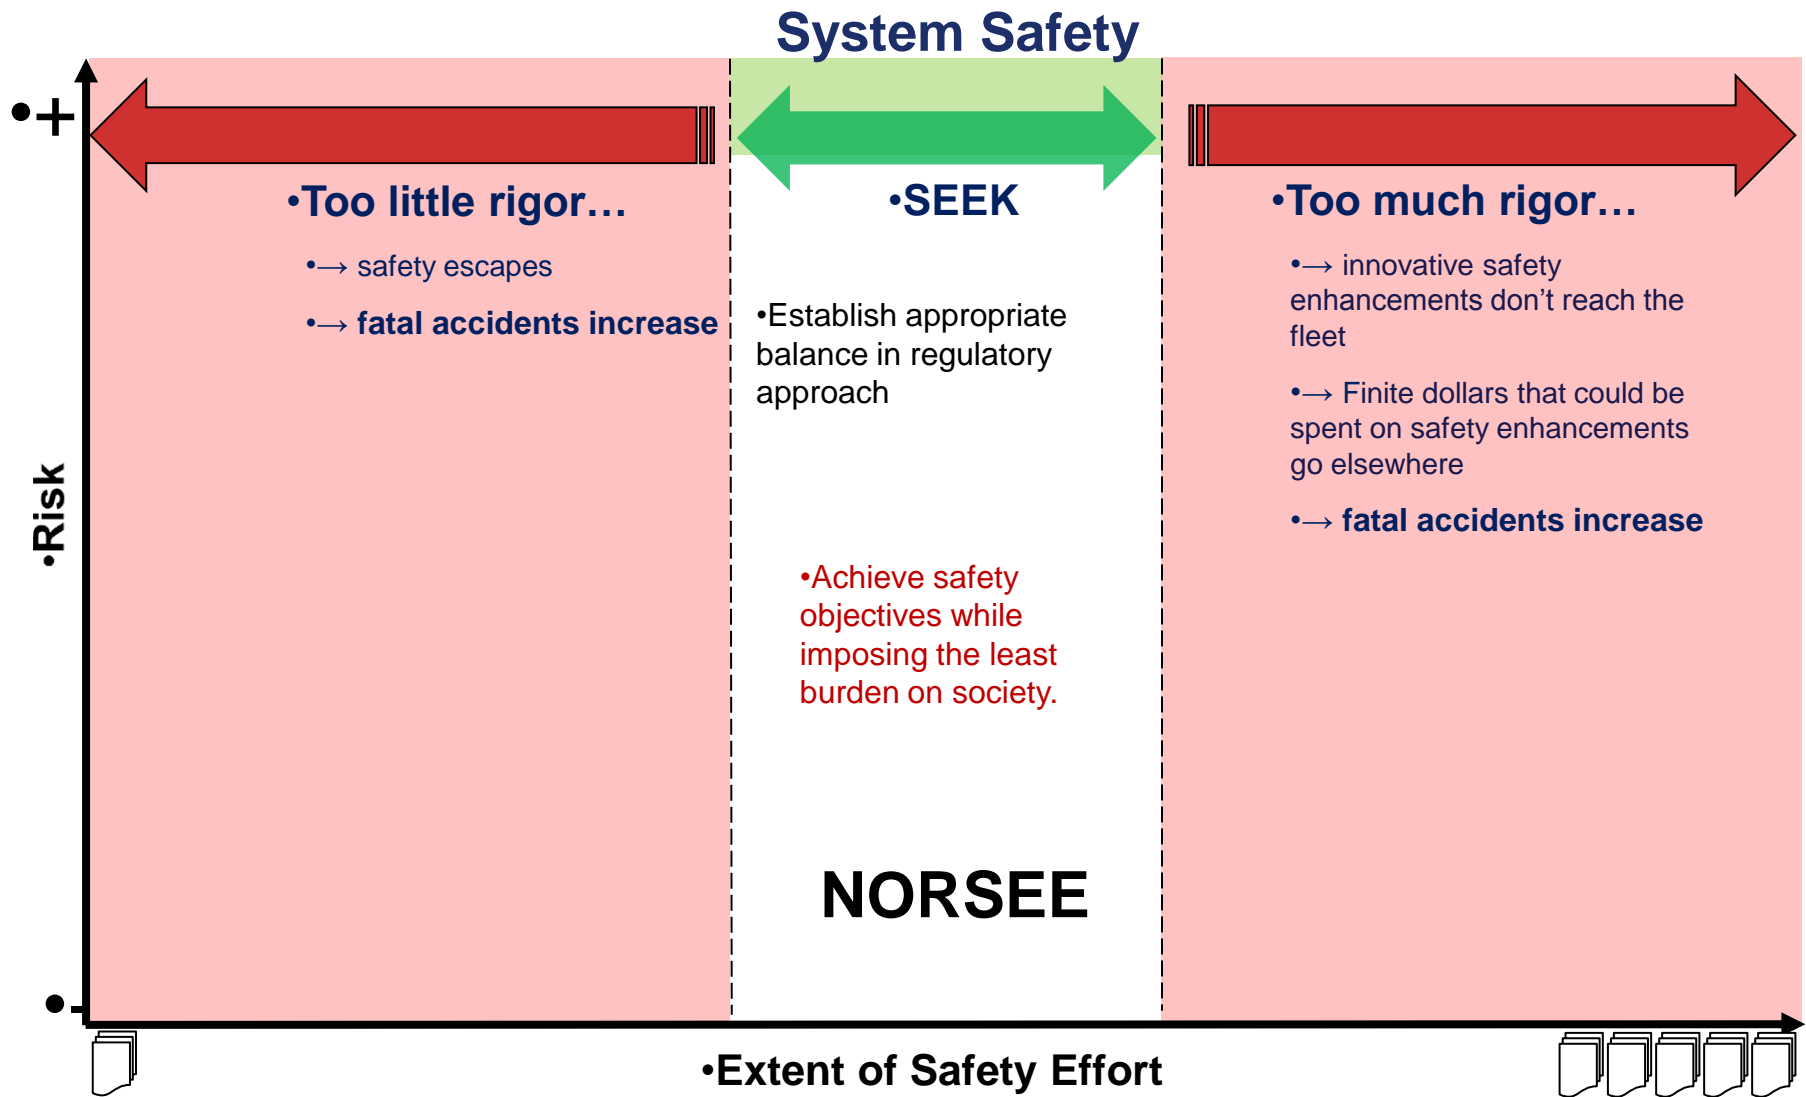 System Safety
•+
•Too little rigor…
•→ safety escapes
•→ fatal accidents increase
•SEEK
•Establish appropriate
balance in regulatory
approach
•Achieve safety
objectives while
imposing the least
burden on society.
NORSEE
•Too much rigor…
•→ innovative safety
enhancements don’t reach the
fleet
•→ Finite dollars that could be
spent on safety enhancements
go elsewhere
•→ fatal accidents increase
•Risk
•-
•Extent of Safety Effort